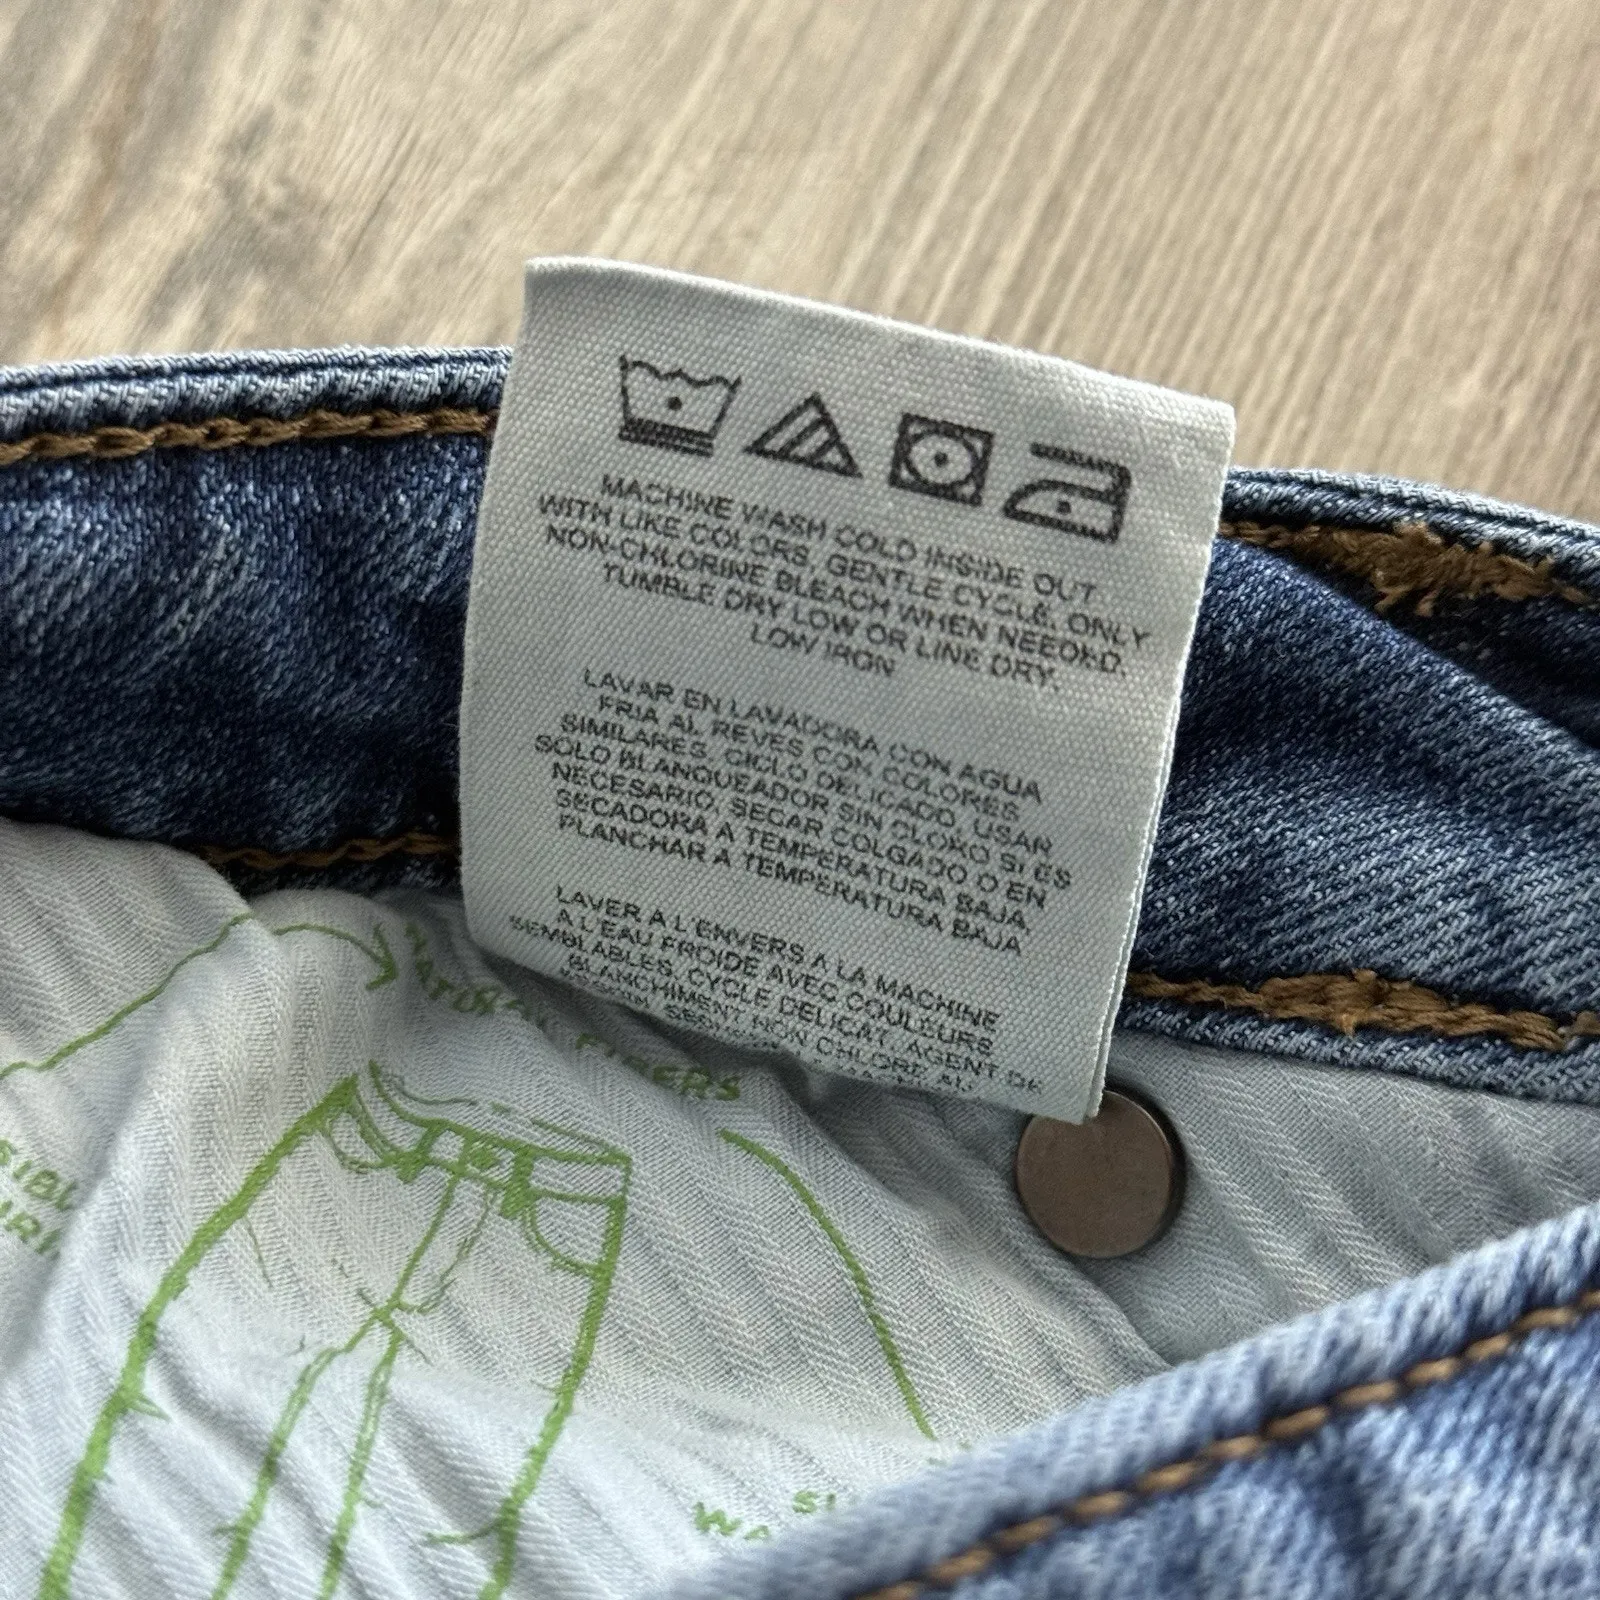 MACHINE WASH COLD INSIDE OUT
WITH LIKE COLORS, GENTLE CYCLE, ONLY
NON-CHLORINE BLEACH WHEN NEEDED.
TUMBLE DRY LOW OR LINE DRY.
LOW IRON
LAVAR EN LAVADORA CON AGUA
FRIA AL REVES CON COLORES
SIMILARES, CICLO DELICADO, USAR
SOLO BLANQUEADOR SIN CLORO SI ES
NECESARIO, SECAR COLGADO O EN
SECADORA A TEMPERATURA BAJA,
PLANCHAR A TEMPERATURA BAJA
LAVER A L'ENVERS A LA MACHINE
A L'EAU FROIDE AVEC COULEURS
SEMBLABLES, CYCLE DELICAT, AGENT DE
BLANCHIMENT NON CHLORE AU
NATURAL FIBERS